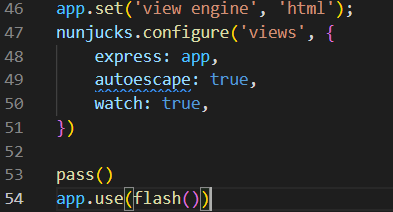 46 app.set('view engine', 'html');
47 nunjucks.configure('views', {
48     express: app,
49     autoescape: true,
50     watch: true,
51 })
52
53 pass()
54 app.use(flash())